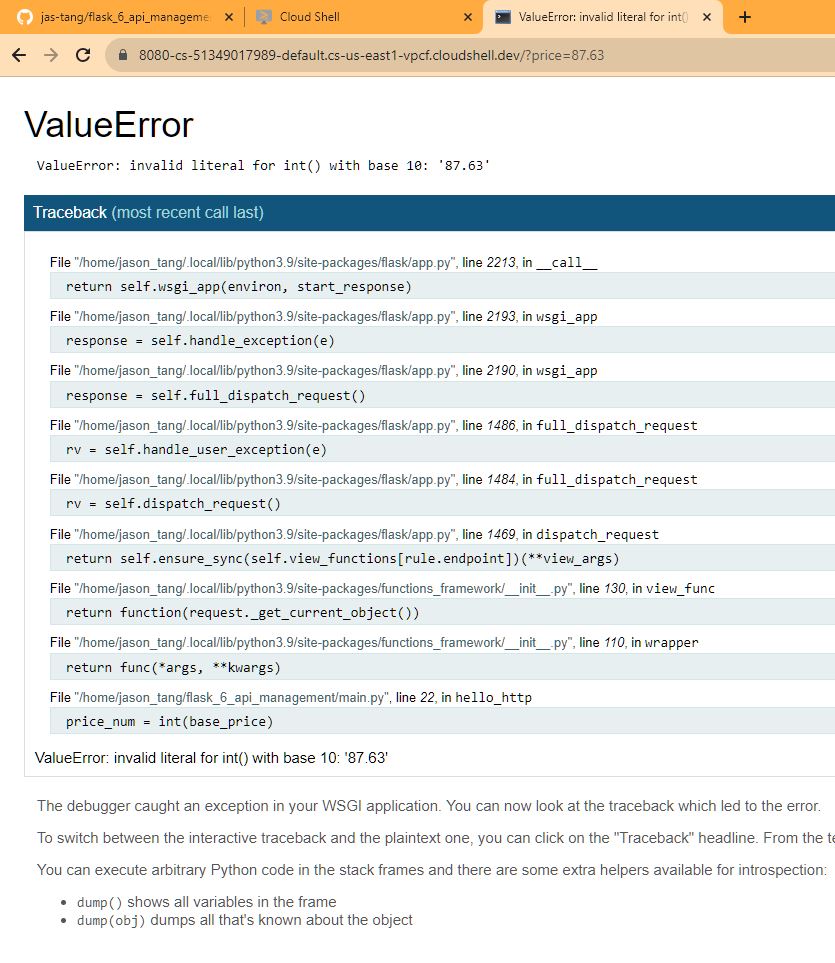 jas-tang/flask_6_api_manageme
Cloud Shell
ValueError: invalid literal for int()
8080-cs-51349017989-default.cs-us-east1-vpcf.cloudshell.dev/?price=87.63
ValueError
ValueError: invalid literal for int() with base 10: '87.63'
Traceback (most recent call last)
File "/home/jason_tang/.local/lib/python3.9/site-packages/flask/app.py", line 2213, in __call__
return self.wsgi_app(environ, start_response)
File "/home/jason_tang/.local/lib/python3.9/site-packages/flask/app.py", line 2193, in wsgi_app
response = self.handle_exception(e)
File "/home/jason_tang/.local/lib/python3.9/site-packages/flask/app.py", line 2190, in wsgi_app
response = self.full_dispatch_request()
File "/home/jason_tang/.local/lib/python3.9/site-packages/flask/app.py", line 1486, in full_dispatch_request
rv = self.handle_user_exception(e)
File "/home/jason_tang/.local/lib/python3.9/site-packages/flask/app.py", line 1484, in full_dispatch_request
rv = self.dispatch_request()
File "/home/jason_tang/.local/lib/python3.9/site-packages/flask/app.py", line 1469, in dispatch_request
return self.ensure_sync(self.view_functions[rule.endpoint])(**view_args)
File "/home/jason_tang/.local/lib/python3.9/site-packages/functions_framework/__init__.py", line 130, in view_func
return function(request._get_current_object())
File "/home/jason_tang/.local/lib/python3.9/site-packages/functions_framework/__init__.py", line 110, in wrapper
return func(*args, **kwargs)
File "/home/jason_tang/flask_6_api_management/main.py", line 22, in hello_http
price_num = int(base_price)
ValueError: invalid literal for int() with base 10: '87.63'
The debugger caught an exception in your WSGI application. You can now look at the traceback which led to the error.
To switch between the interactive traceback and the plaintext one, you can click on the "Traceback" headline. From the te
You can execute arbitrary Python code in the stack frames and there are some extra helpers available for introspection:
• dump() shows all variables in the frame
• dump(obj) dumps all that's known about the object